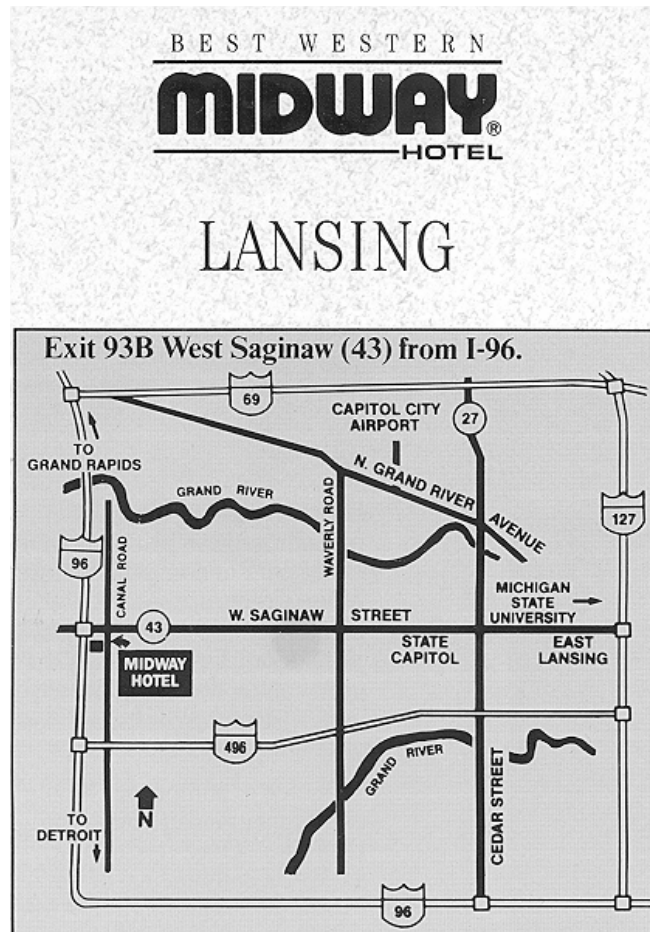 BEST WESTERN
MIDWAY®
HOTEL
LANSING
Exit 93B West Saginaw (43) from I-96.
69
CAPITOL CITY
AIRPORT
27
TO
GRAND RAPIDS
N. GRAND RIVER
AVENUE
GRAND RIVER
WAVERLY ROAD
127
96
CANAL ROAD
MICHIGAN
STATE
UNIVERSITY
43
W. SAGINAW STREET
STATE
CAPITOL
EAST
LANSING
MIDWAY
HOTEL
496
GRAND RIVER
CEDAR STREET
N
TO
DETROIT
96